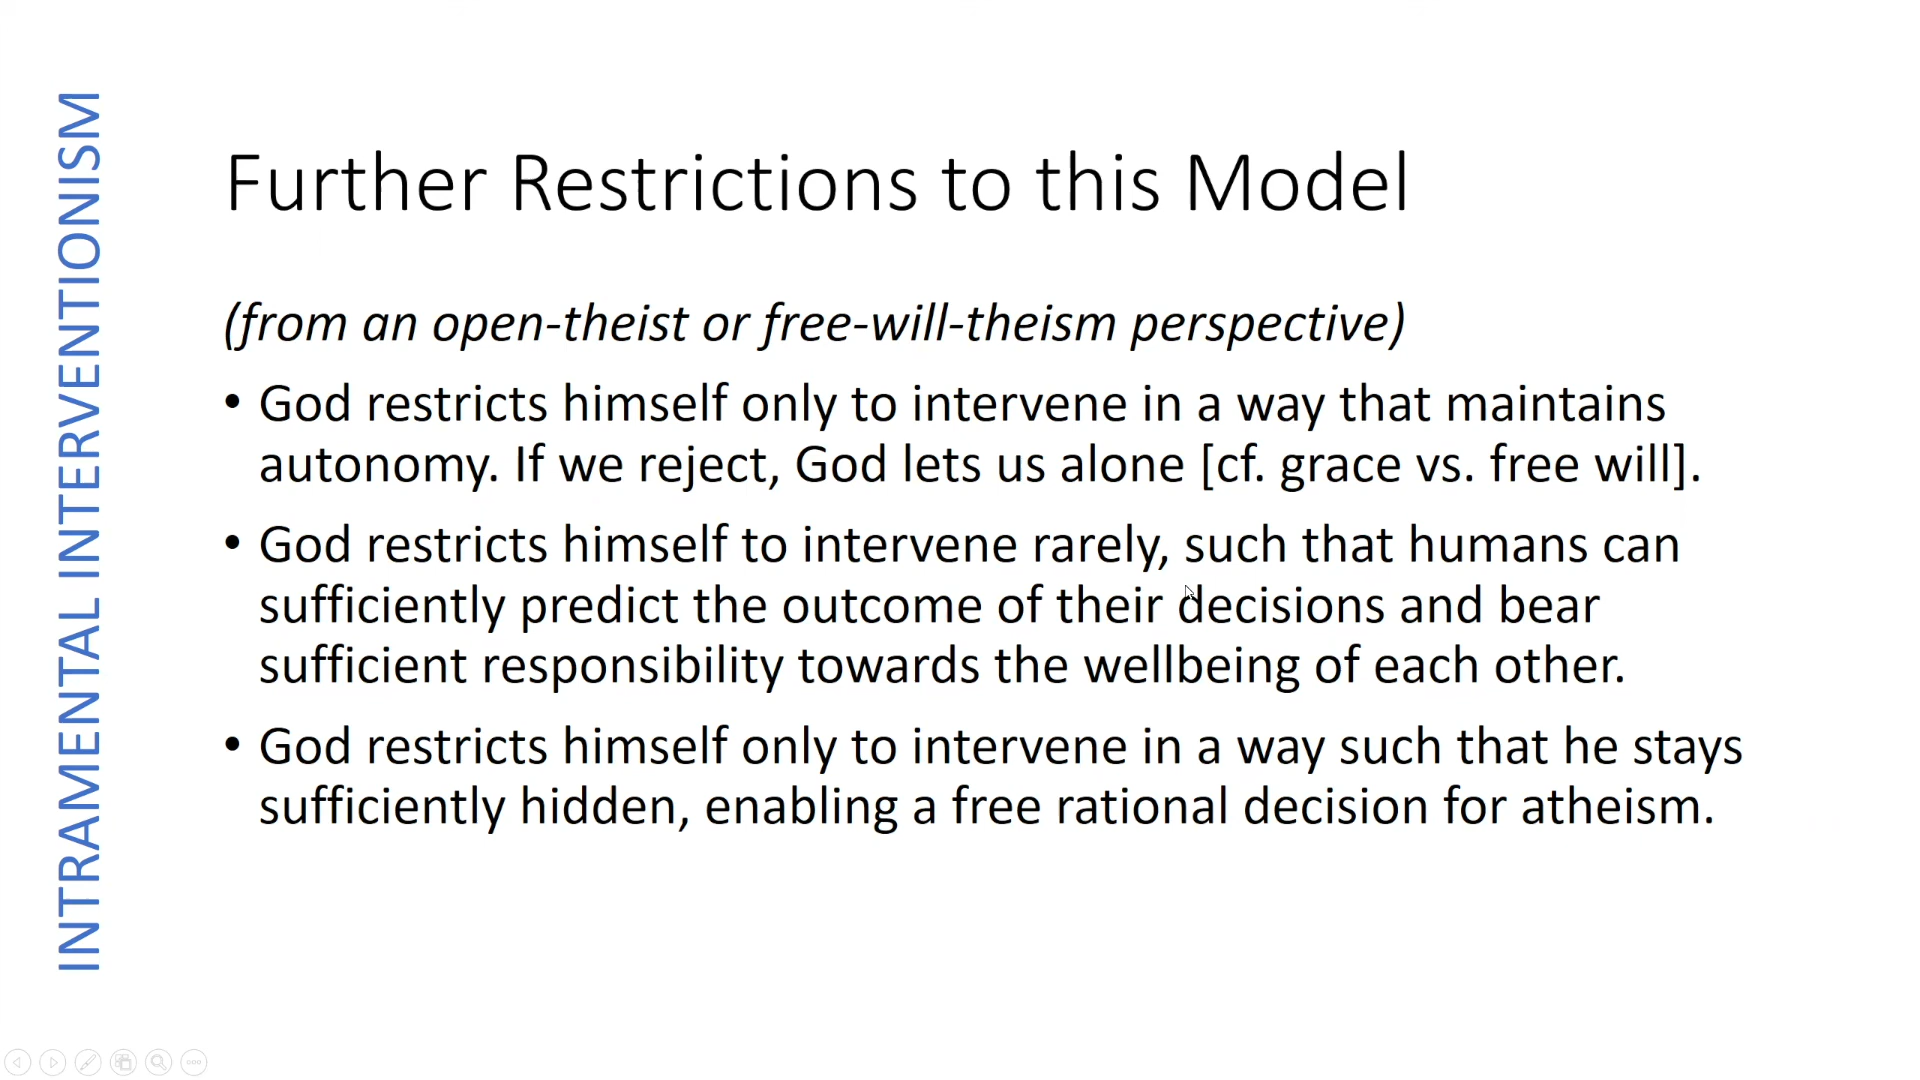 INTRAMENTAL INTERVENTIONISM
Further Restrictions to this Model
(from an open-theist or free-will-theism perspective)
• God restricts himself only to intervene in a way that maintains
autonomy. If we reject, God lets us alone [cf. grace vs. free will].
• God restricts himself to intervene rarely, such that humans can
sufficiently predict the outcome of their decisions and bear
sufficient responsibility towards the wellbeing of each other.
• God restricts himself only to intervene in a way such that he stays
sufficiently hidden, enabling a free rational decision for atheism.